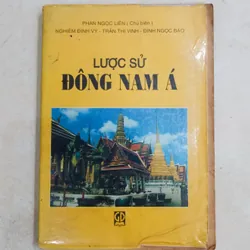 PHAN NGỌC LIÊN ( Chủ biên )
NGHIÊM ĐÌNH VỲ - TRẦN THỊ VINH - ĐINH NGỌC BẢO
LƯỢC SỬ
ĐÔNG NAM Á